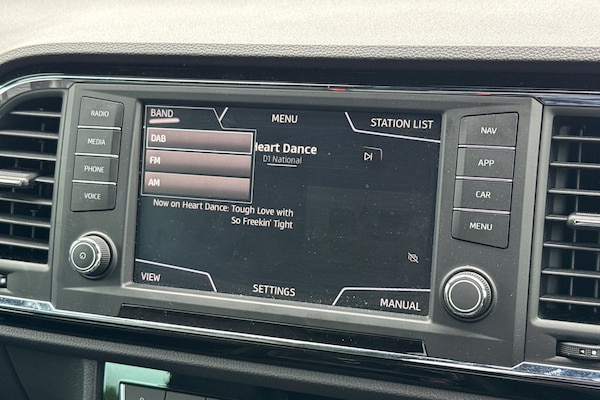 RADIO
MEDIA
PHONE
VOICE
BAND
MENU
STATION LIST
DAB
FM
AM
Heart Dance
D1 National
Now on Heart Dance: Tough Love with
So Freekin' Tight
VIEW
SETTINGS
MANUAL
NAV
APP
CAR
MENU